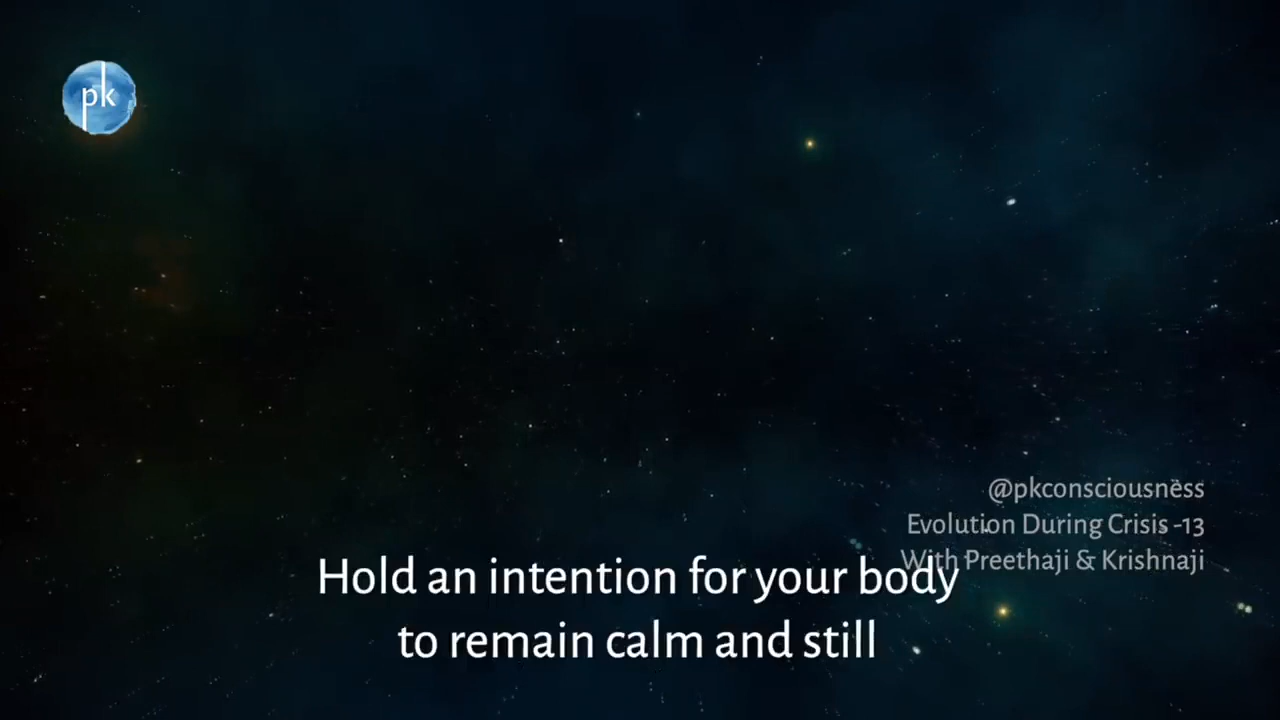 pk
@pkconsciousness
Evolution During Crisis -13
With Preethaji & Krishnaji
Hold an intention for your body
to remain calm and still